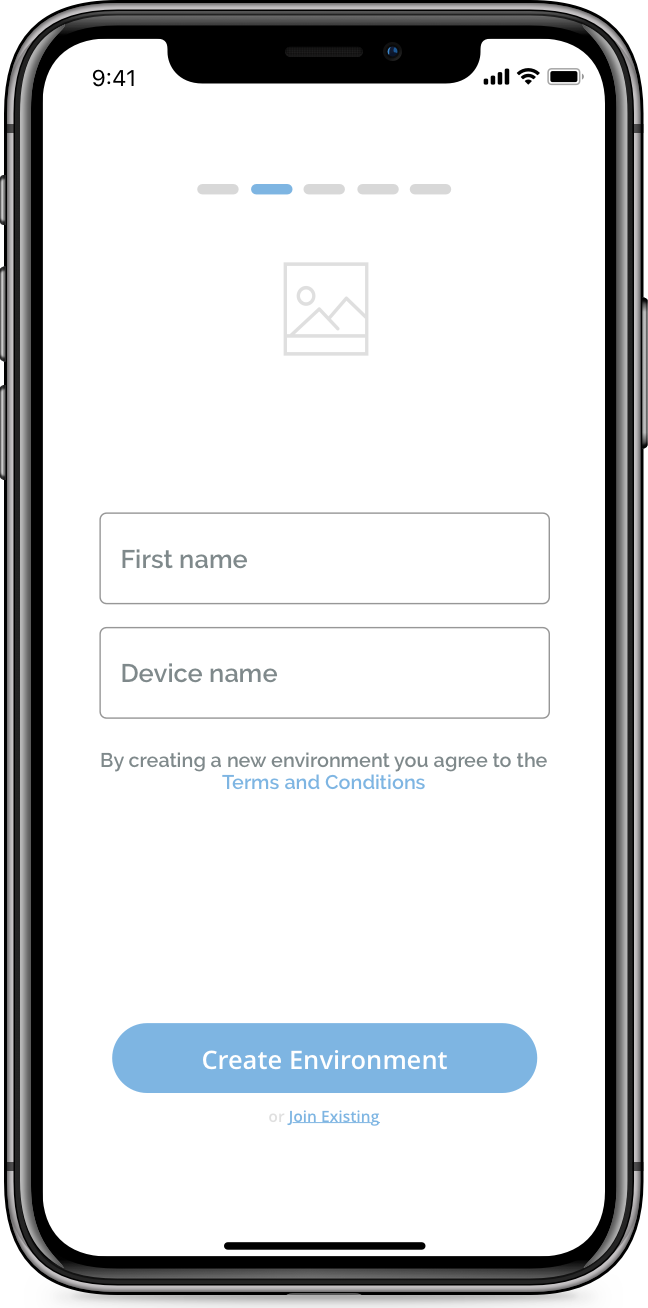 9:41
First name
Device name
By creating a new environment you agree to the
Terms and Conditions
Create Environment
or Join Existing